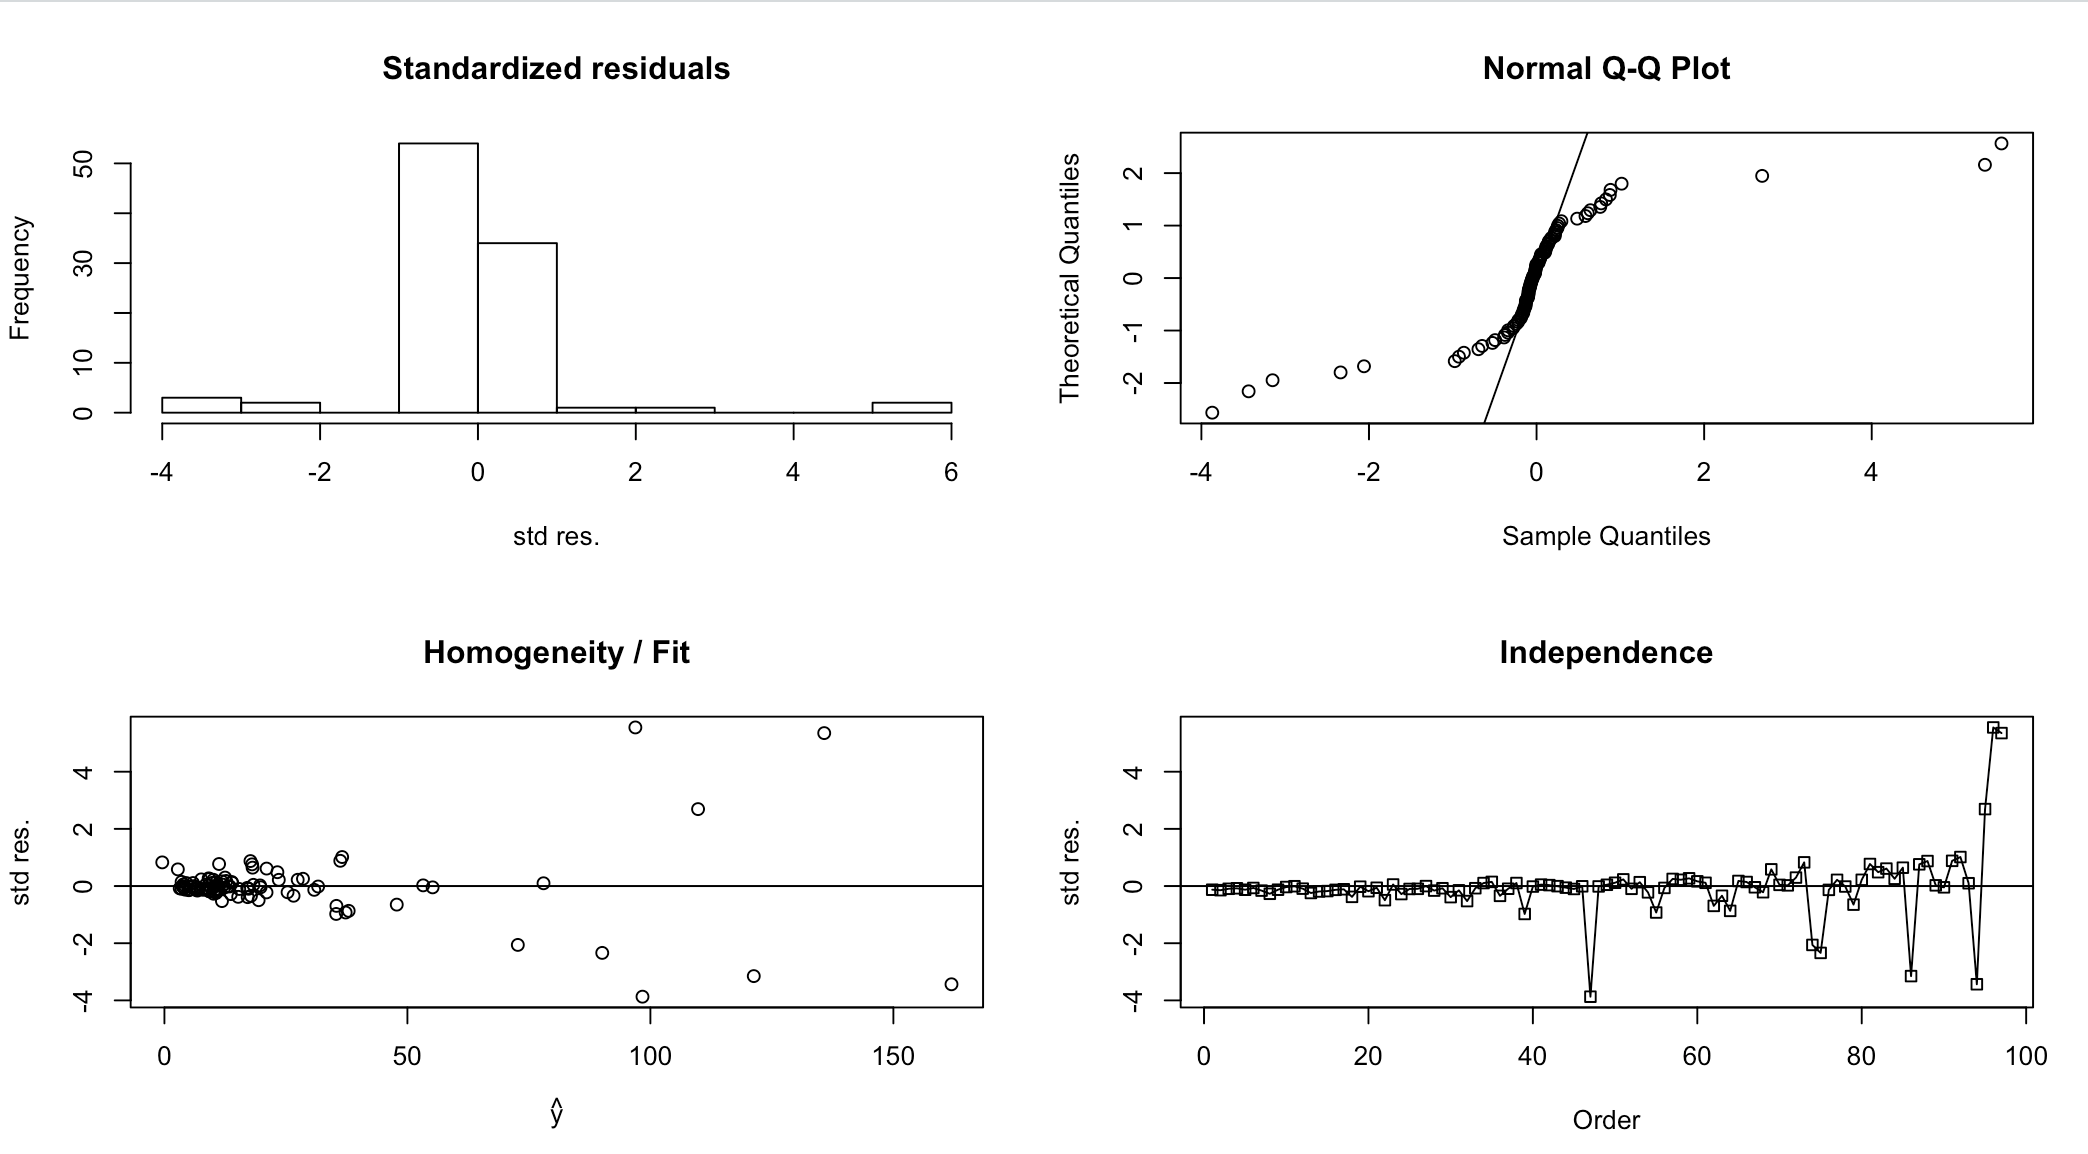 Standardized residuals
Frequency
50
30
10
0
-4 -2 0 2 4 6
std res.
Normal Q-Q Plot
Theoretical Quantiles
2
1
0
-1
-2
-4 -2 0 2 4
Sample Quantiles
Homogeneity / Fit
std res.
4
2
0
-2
-4
0 50 100 150
ŷ
Independence
std res.
4
2
0
-2
-4
0 20 40 60 80 100
Order